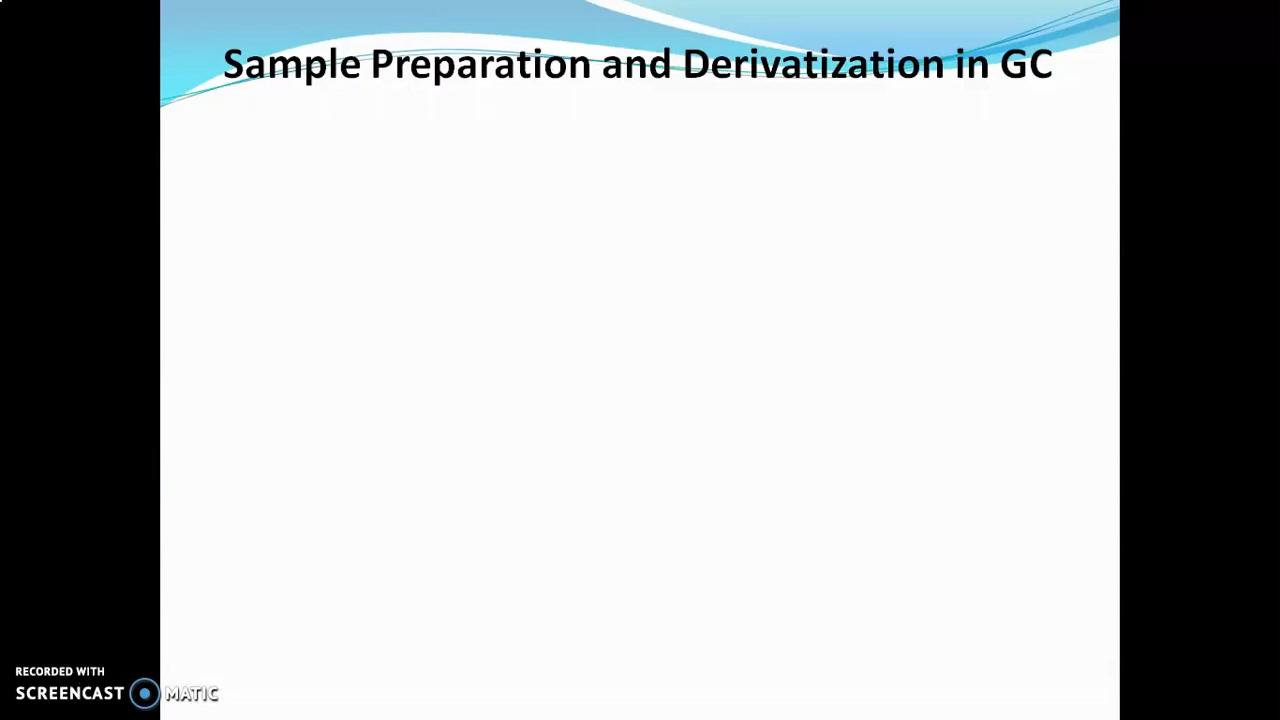 Sample Preparation and Derivatization in GC
RECORDED WITH
SCREENCAST MATIC